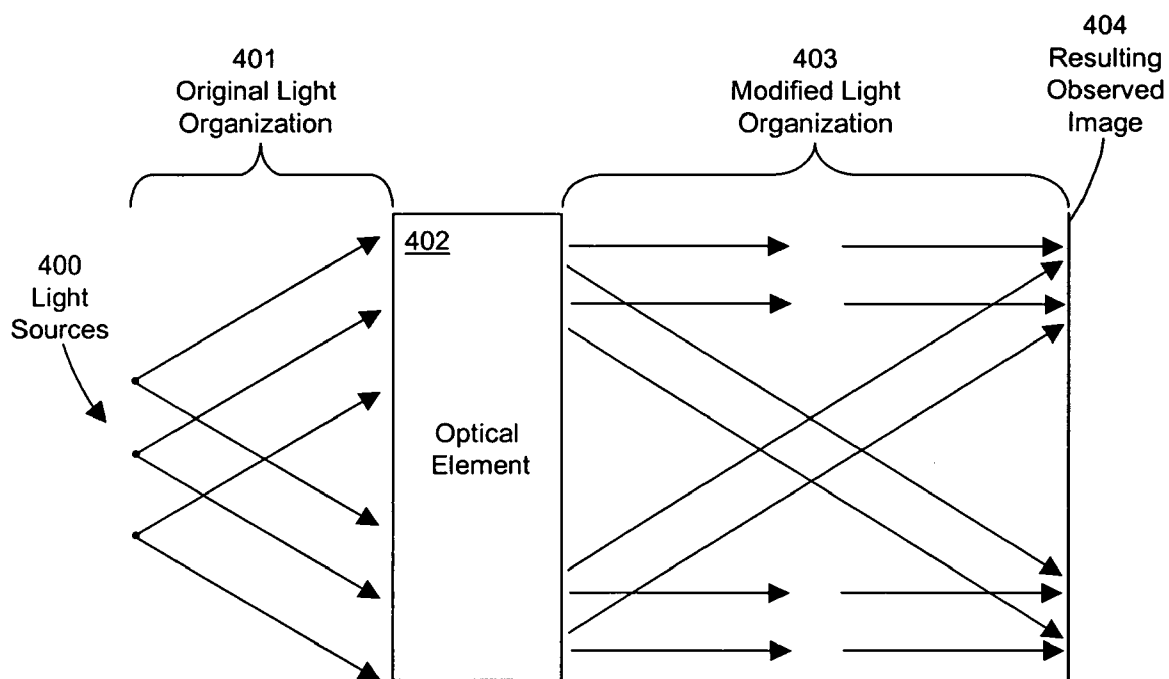 401
Original Light
Organization
403
Modified Light
Organization
404
Resulting
Observed
Image
400
Light
Sources
402
Optical
Element